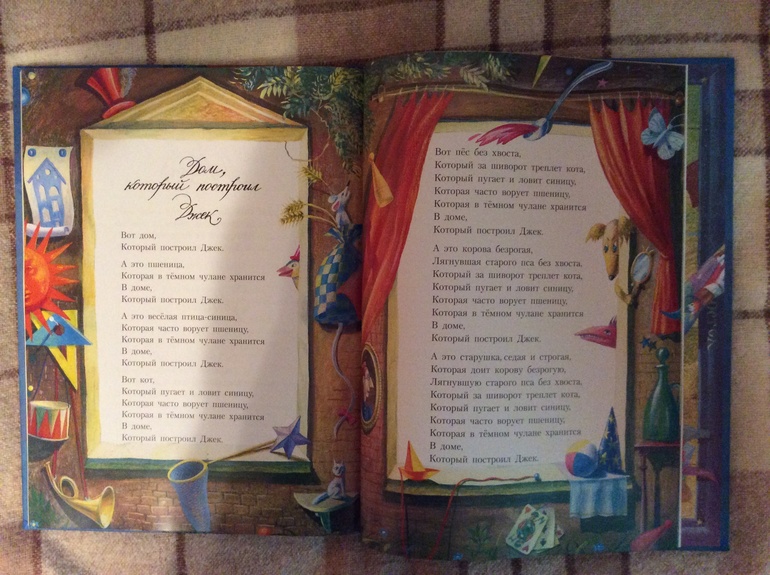 Дом,
который построил
Джек
Вот дом,
Который построил Джек.
А это пшеница,
Которая в тёмном чулане хранится
В доме,
Который построил Джек.
А это весёлая птица-синица,
Которая часто ворует пшеницу,
Которая в тёмном чулане хранится
В доме,
Который построил Джек.
Вот кот,
Который пугает и ловит синицу,
Которая часто ворует пшеницу,
Которая в тёмном чулане хранится
В доме,
Который построил Джек.
Вот пёс без хвоста,
Который за шиворот треплет кота,
Который пугает и ловит синицу,
Которая часто ворует пшеницу,
Которая в тёмном чулане хранится
В доме,
Который построил Джек.
А это корова безрогая,
Лягнувшая старого пса без хвоста,
Который за шиворот треплет кота,
Который пугает и ловит синицу,
Которая часто ворует пшеницу,
Которая в тёмном чулане хранится
В доме,
Который построил Джек.
А это старушка, седая и строгая,
Которая доит корову безрогую,
Лягнувшую старого пса без хвоста,
Который за шиворот треплет кота,
Который пугает и ловит синицу,
Которая часто ворует пшеницу,
Которая в тёмном чулане хранится
В доме,
Который построил Джек.